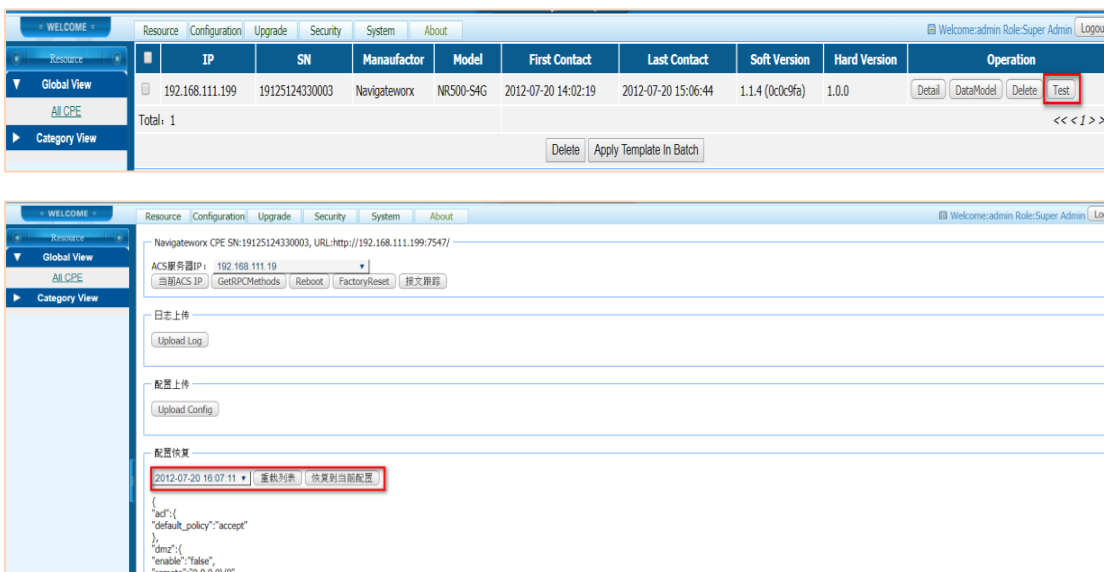 = WELCOME =
Resource Configuration Upgrade Security System About
Welcome:admin Role:Super Admin Logou
Resource
IP SN Manaufactor Model First Contact Last Contact Soft Version Hard Version Operation
Global View
192.168.111.199 19125124330003 Navigateworx NR500-S4G 2012-07-20 14:02:19 2012-07-20 15:06:44 1.1.4 (0c0c9fa) 1.0.0 Detail DataModel Delete Test
All CPE
Total: 1 << < 1 > >
Category View
Delete Apply Template In Batch
= WELCOME =
Resource Configuration Upgrade Security System About
Welcome:admin Role:Super Admin Lo
Resource
Global View
All CPE
Category View
Navigateworx CPE SN:19125124330003, URL:http://192.168.111.199:7547/
ACS服务器IP: 192.168.111.19
当前ACS IP GetRPCMethods Reboot FactoryReset 报文跟踪
日志上传
Upload Log
配置上传
Upload Config
配置恢复
2012-07-20 16:07:11 重载列表 恢复到当前配置
{
"acl":{
"default_policy":"accept"
},
"dmz":{
"enable":"false",